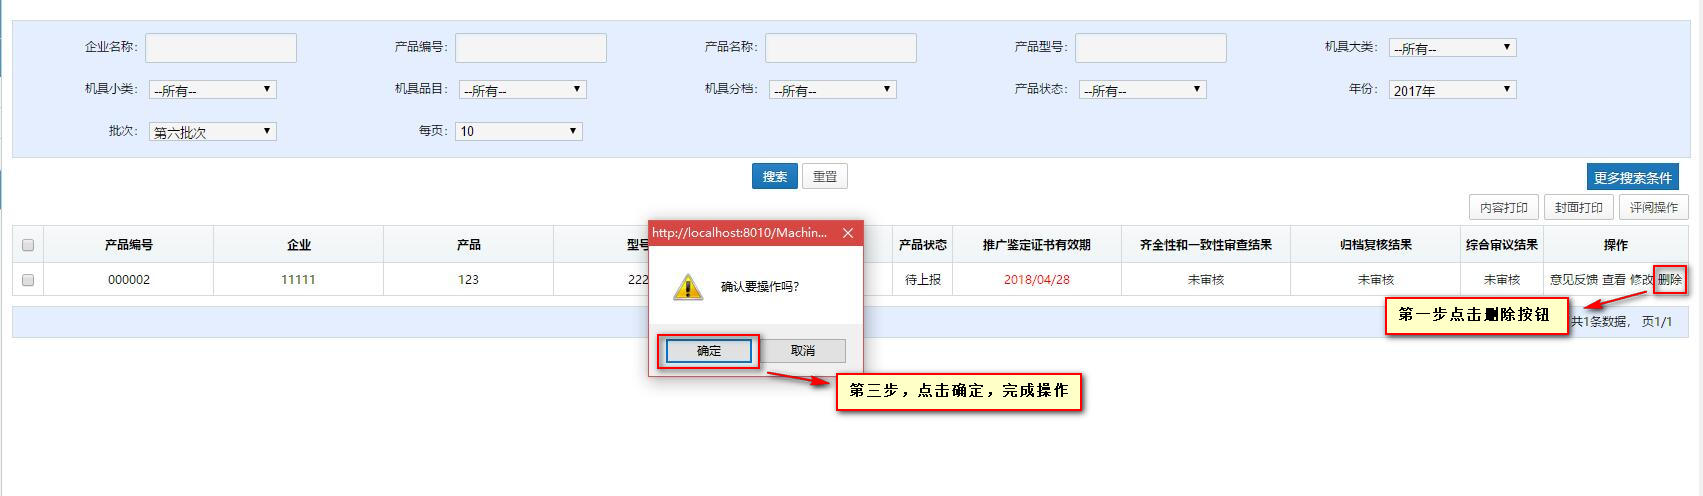 企业名称： 产品编号： 产品名称： 产品型号： 机具大类： --所有--
机具小类： --所有-- 机具品目： --所有-- 机具分档： --所有-- 产品状态： --所有-- 年份： 2017年
批次： 第六批次 每页： 10
搜索 重置 更多搜索条件
内容打印 封面打印 评阅操作
产品编号 企业 产品 型号 产品状态 推广鉴定证书有效期 齐全性和一致性审查结果 归档复核结果 综合审议结果 操作
000002 11111 123 222 待上报 2018/04/28 未审核 未审核 未审核 意见反馈 查看 修改 删除
http://localhost:8010/Machin...
确认要操作吗？
确定 取消
第一步点击删除按钮
共1条数据， 页1/1
第三步，点击确定，完成操作